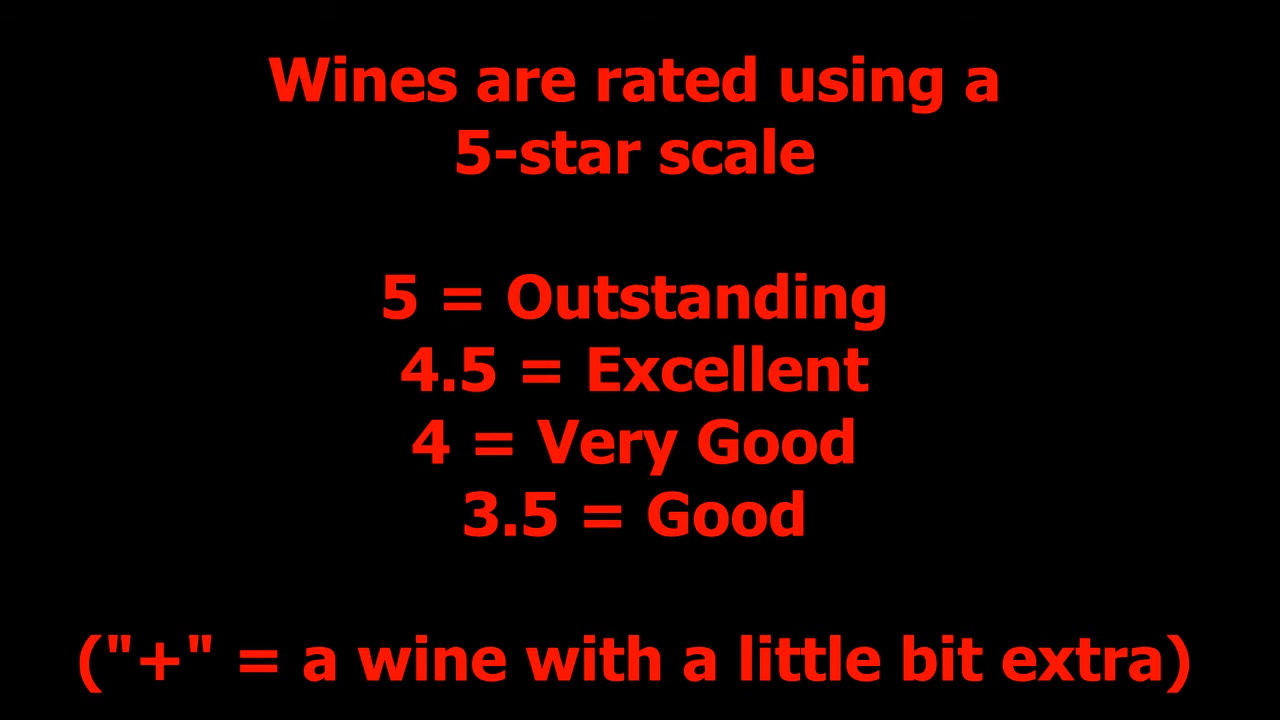 Wines are rated using a
5-star scale
5 = Outstanding
4.5 = Excellent
4 = Very Good
3.5 = Good
("+" = a wine with a little bit extra)